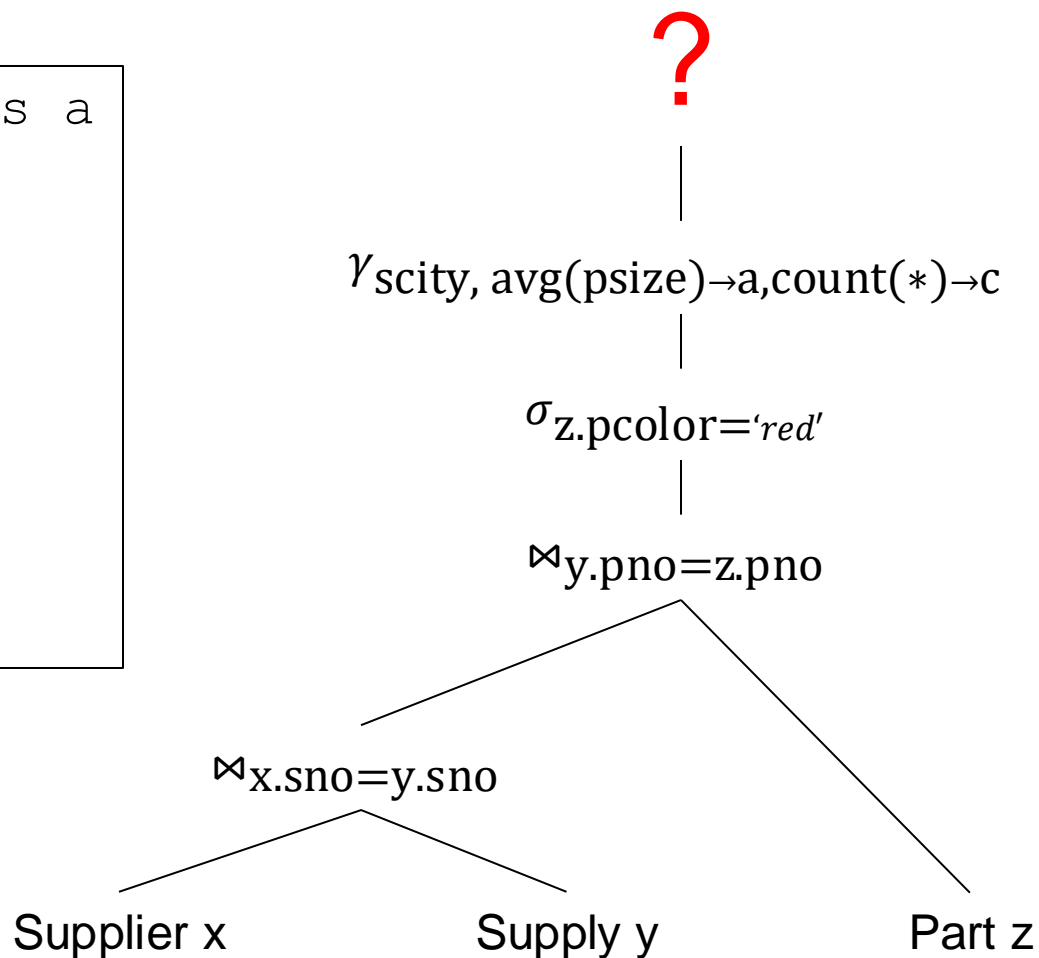 s a
?
γscity, avg(psize)→a,count(∗)→c
σz.pcolor=‘red′
⋈y.pno=z.pno
⋈x.sno=y.sno
Supplier x Supply y Part z